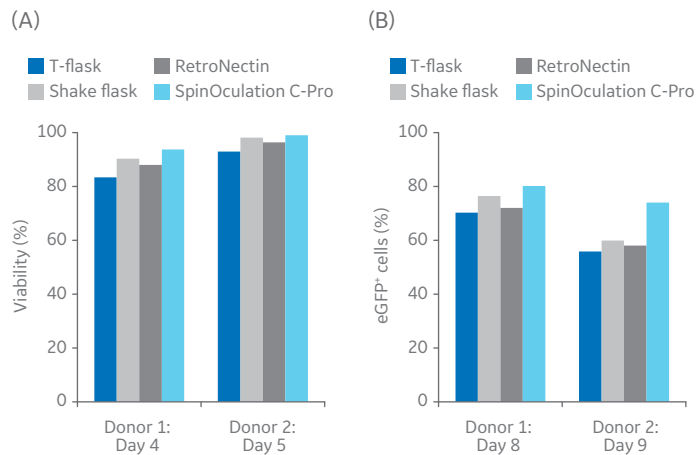 (A)
T-flask
RetroNectin
Shake flask
SpinOculation C-Pro
Viability (%)
100
80
60
40
20
0
Donor 1:
Day 4
Donor 2:
Day 5
(B)
T-flask
RetroNectin
Shake flask
SpinOculation C-Pro
eGFP⁺ cells (%)
100
80
60
40
20
0
Donor 1:
Day 8
Donor 2:
Day 9